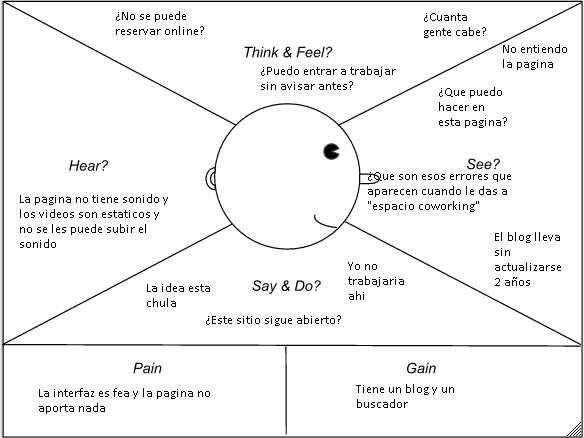 ¿No se puede
reservar online?
¿Cuanta
gente cabe?
Think & Feel?
¿Puedo entrar a trabajar
sin avisar antes?
No entiendo
la pagina
¿Que puedo
hacer en
esta pagina?
Hear?
See?
¿Que son esos errores que
aparecen cuando le das a
"espacio coworking"
La pagina no tiene sonido y
los videos son estaticos y
no se les puede subir el
sonido
El blog lleva
sin
actualizarse
2 años
Say & Do?
Yo no
trabajaria
ahi
La idea esta
chula
¿Este sitio sigue abierto?
Pain
La interfaz es fea y la pagina no
aporta nada
Gain
Tiene un blog y un
buscador